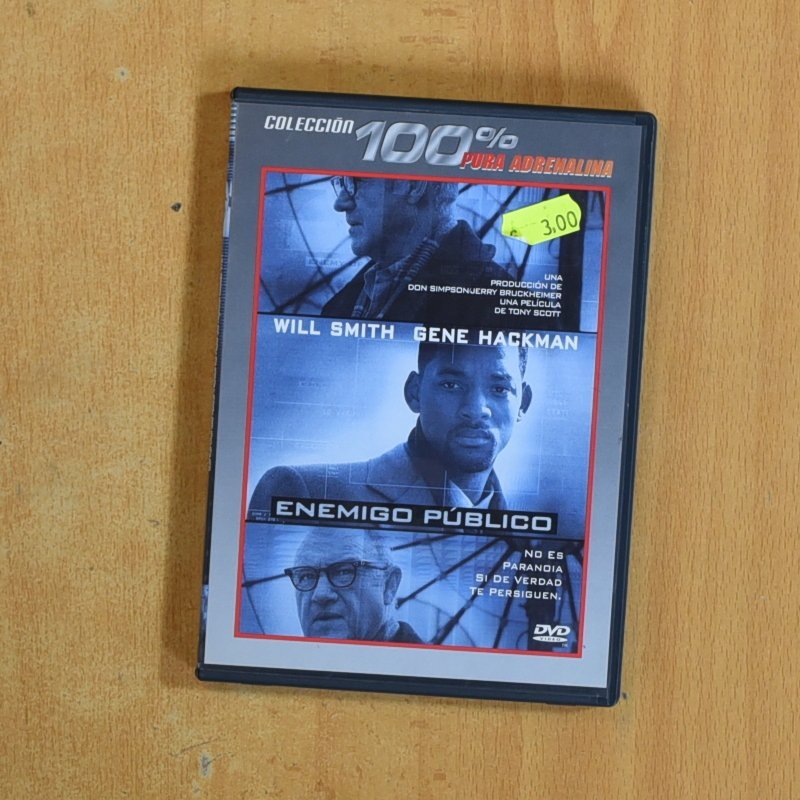 COLECCIÓN 100%
PURA ADRENALINA
3,00
UNA
PRODUCCIÓN DE
DON SIMPSON/JERRY BRUCKHEIMER
UNA PELÍCULA
DE TONY SCOTT
WILL SMITH GENE HACKMAN
ENEMIGO PÚBLICO
NO ES
PARANOIA
SI DE VERDAD
TE PERSIGUEN.
DVD
VIDEO